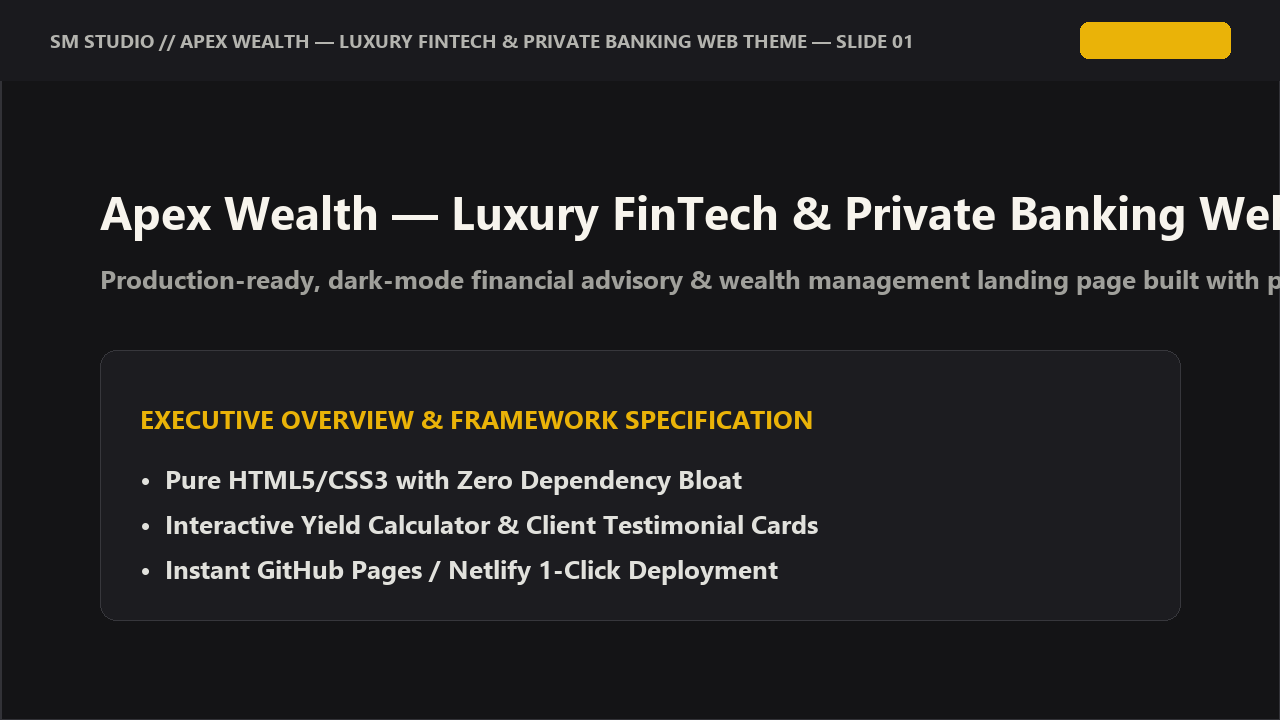 SM STUDIO // APEX WEALTH — LUXURY FINTECH & PRIVATE BANKING WEB THEME — SLIDE 01
Apex Wealth — Luxury FinTech & Private Banking
Production-ready, dark-mode financial advisory & wealth management landing page built with
EXECUTIVE OVERVIEW & FRAMEWORK SPECIFICATION
• Pure HTML5/CSS3 with Zero Dependency Bloat
• Interactive Yield Calculator & Client Testimonial Cards
• Instant GitHub Pages / Netlify 1-Click Deployment